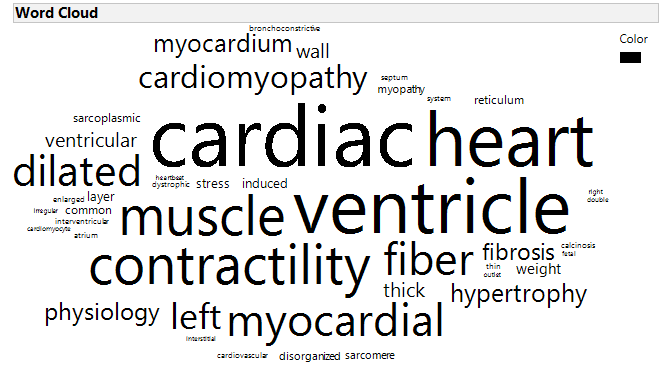 Word Cloud
bronchoconstrictive
Color
myocardium wall
cardiomyopathy septum
myopathy
system reticulum
sarcoplasmic
cardiac heart
ventricular
dilated
heartbeat
dystrophic stress induced
enlarged layer
right
double
irregular common
muscle ventricle
interventricular
cardiomyocyte
atrium
contractility fiber fibrosis
calcinosis
fetal
thin
outlet weight
thick hypertrophy
physiology left myocardial
interstitial
cardiovascular disorganized sarcomere